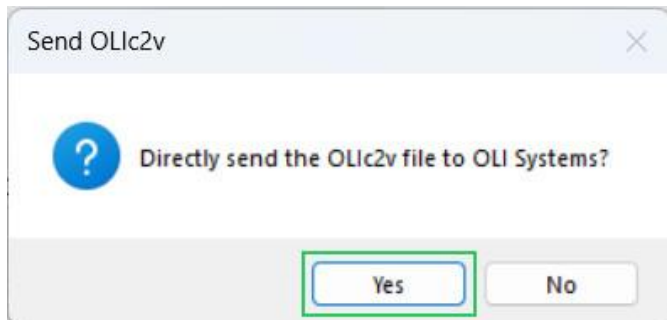 Send OLIc2v
Directly send the OLIc2v file to OLI Systems?
Yes
No